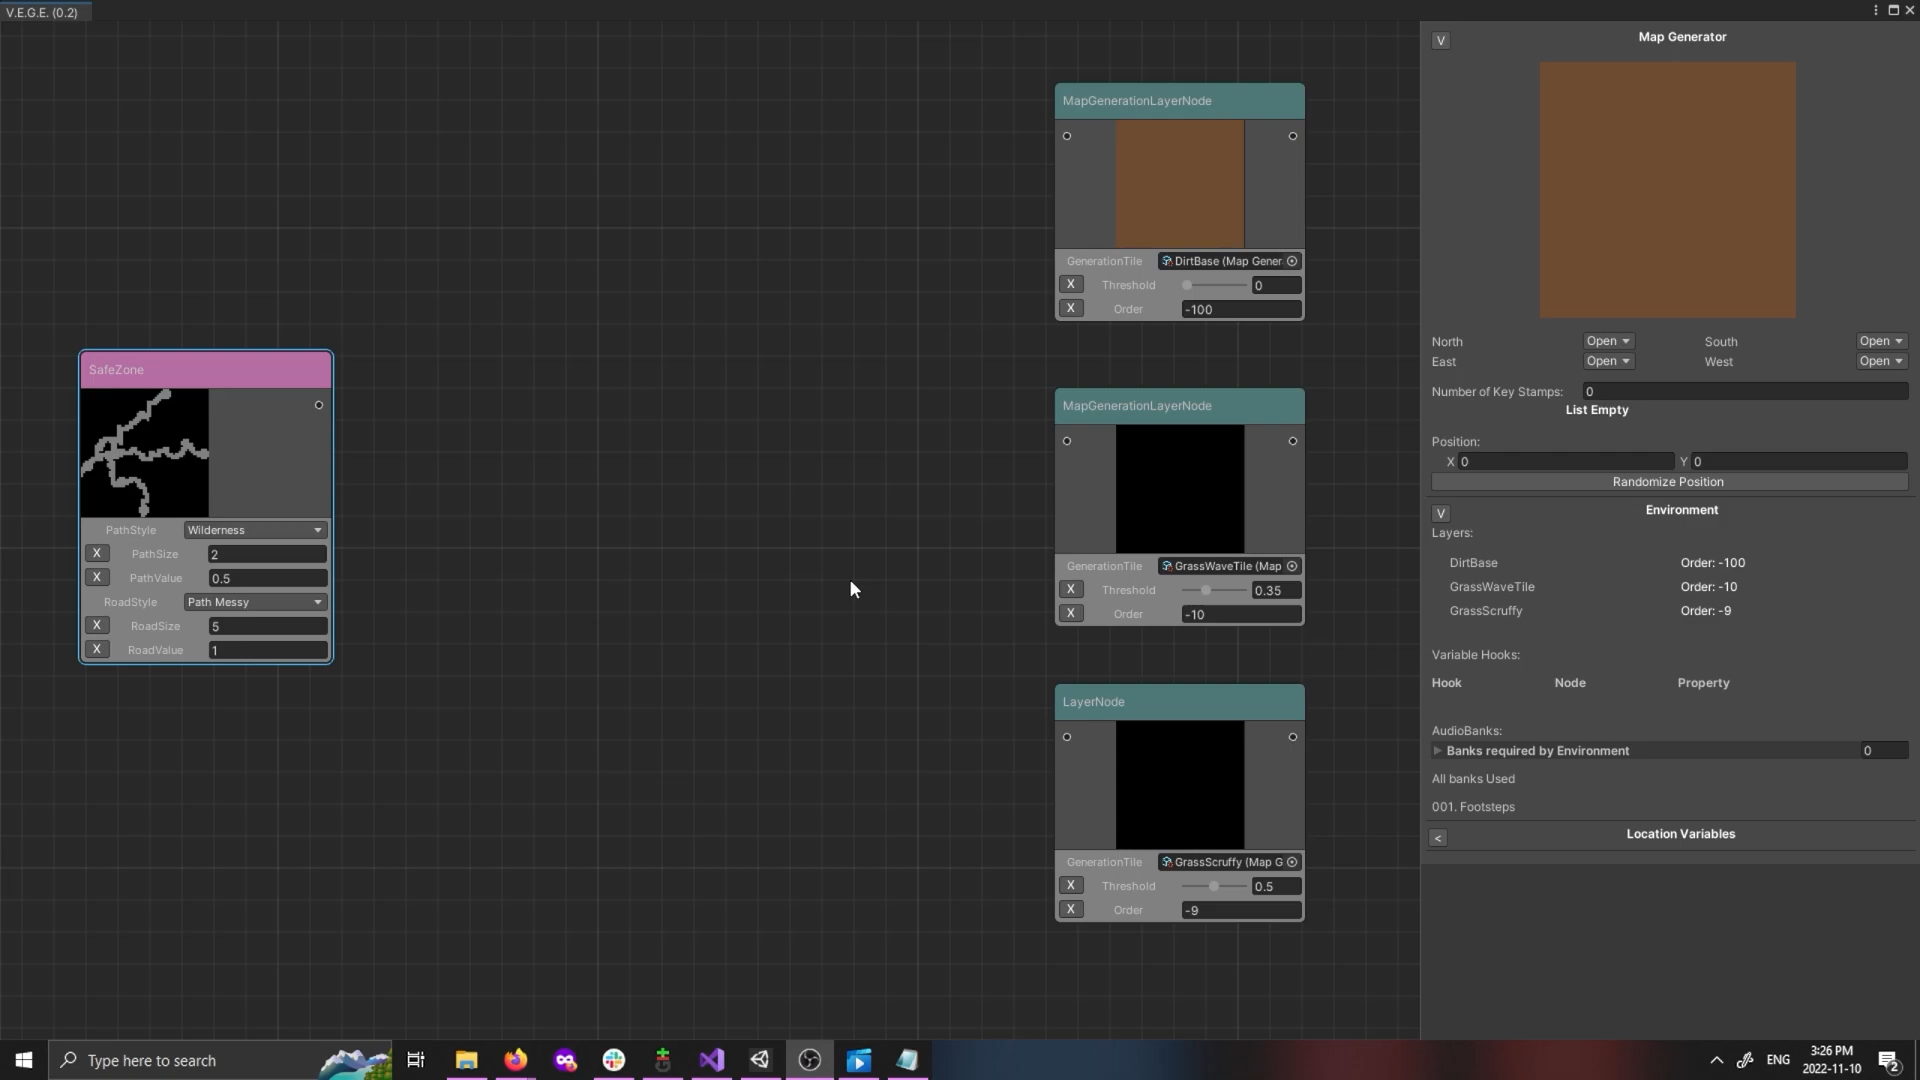 V.E.G.E. (0.2)
SafeZone
PathStyle Wilderness
X PathSize 2
X PathValue 0.5
RoadStyle Path Messy
X RoadSize 5
X RoadValue 1
MapGenerationLayerNode
GenerationTile DirtBase (Map Gener
X Threshold 0
X Order -100
MapGenerationLayerNode
GenerationTile GrassWaveTile (Map
X Threshold 0.35
X Order -10
LayerNode
GenerationTile GrassScruffy (Map G
X Threshold 0.5
X Order -9
V Map Generator
North Open South Open
East Open West Open
Number of Key Stamps: 0
List Empty
Position:
X 0 Y 0
Randomize Position
V Environment
Layers:
DirtBase Order: -100
GrassWaveTile Order: -10
GrassScruffy Order: -9
Variable Hooks:
Hook Node Property
AudioBanks:
Banks required by Environment 0
All banks Used
001. Footsteps
< Location Variables
Type here to search
ENG
3:26 PM
2022-11-10
2